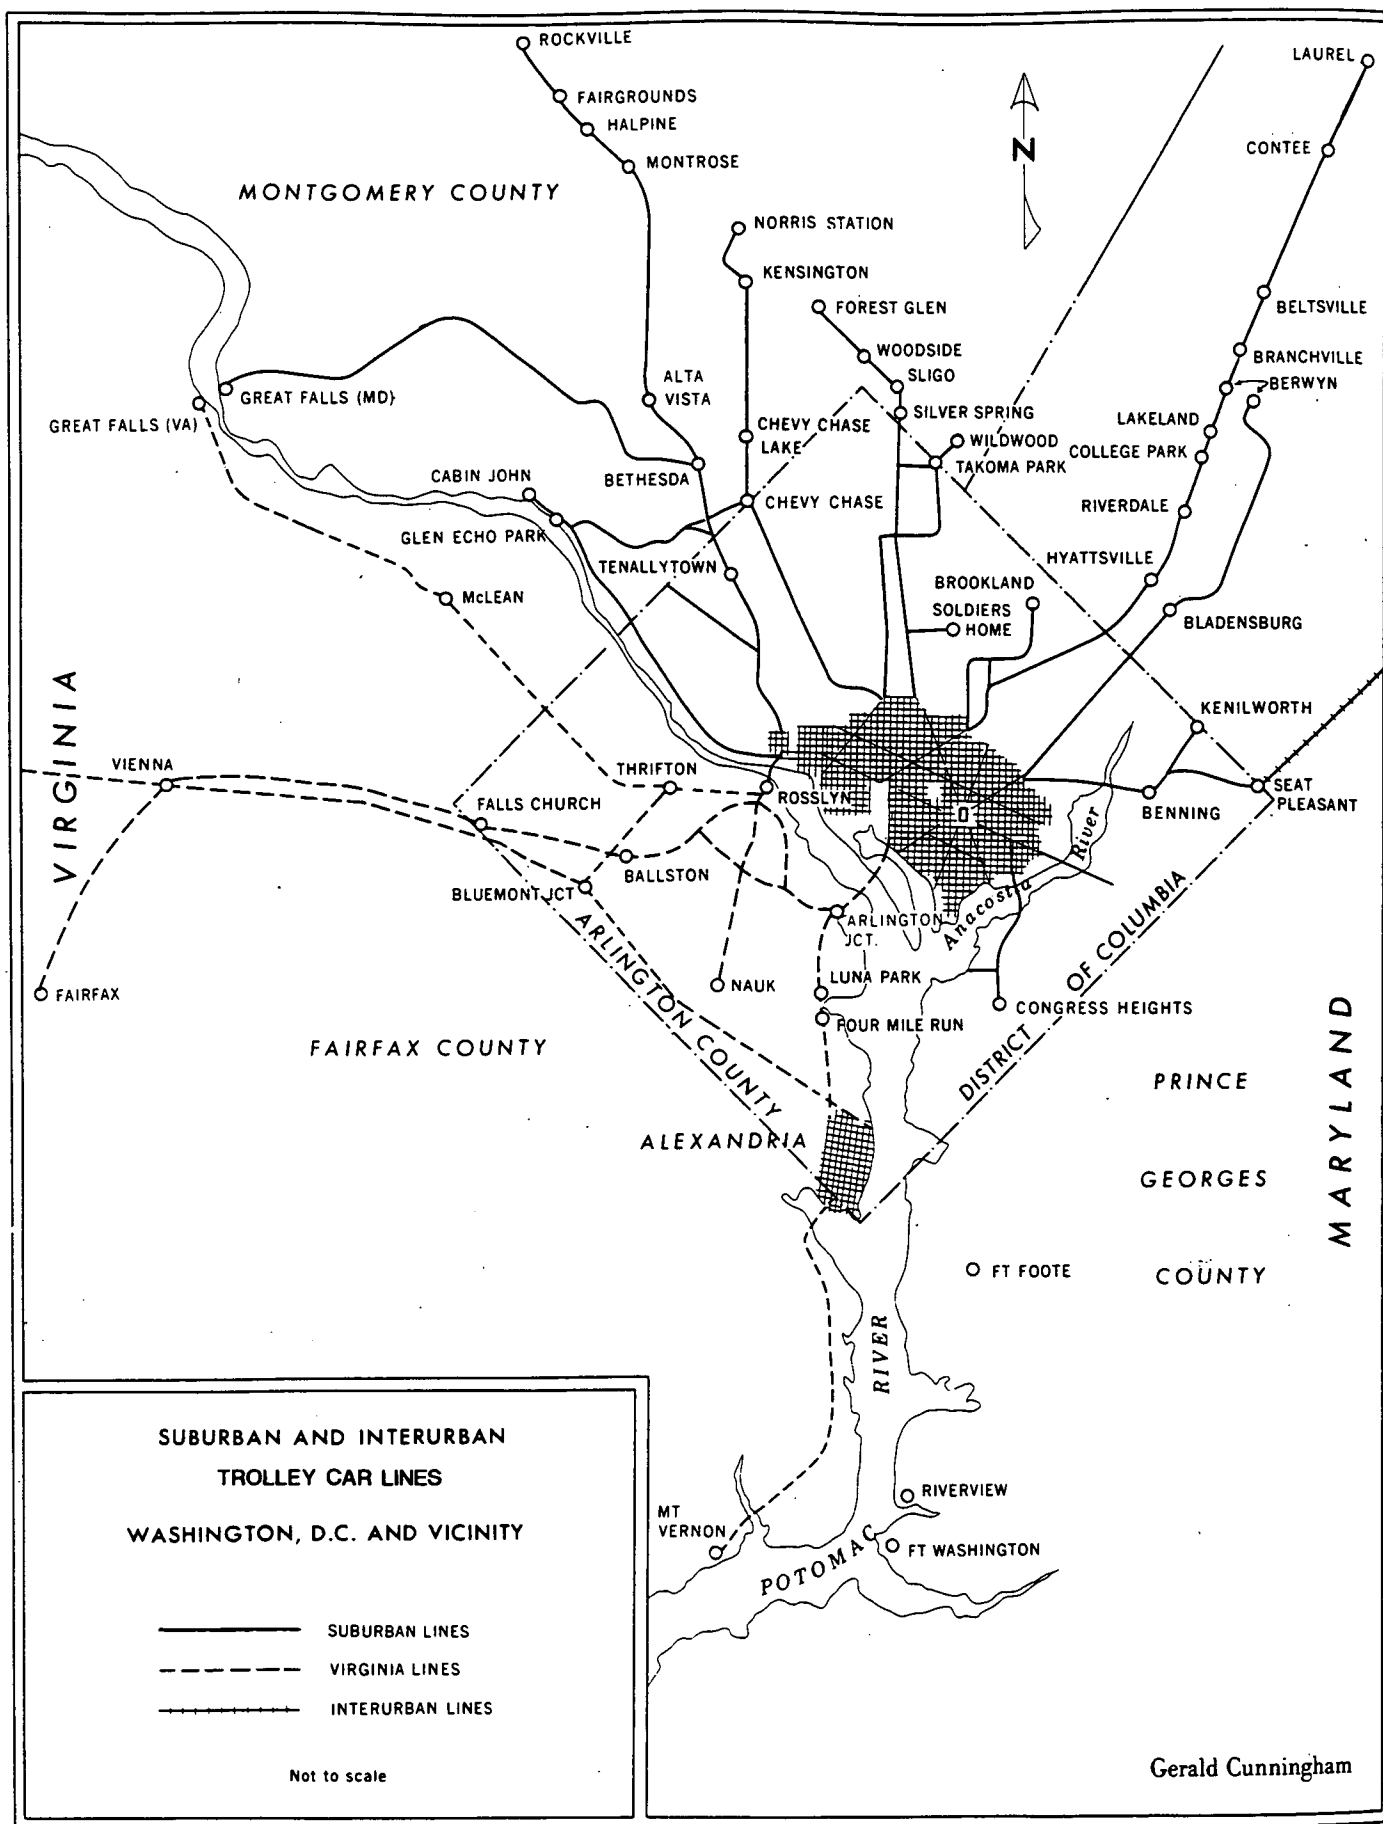 ROCKVILLE
LAUREL
FAIRGROUNDS
HALPINE
CONTEE
N
MONTROSE
MONTGOMERY COUNTY
NORRIS STATION
KENSINGTON
FOREST GLEN
BELTSVILLE
WOODSIDE
BRANCHVILLE
SLIGO
BERWYN
ALTA
VISTA
GREAT FALLS (MD)
SILVER SPRING
LAKELAND
GREAT FALLS (VA)
CHEVY CHASE
LAKE
WILDWOOD
COLLEGE PARK
TAKOMA PARK
BETHESDA
CABIN JOHN
CHEVY CHASE
RIVERDALE
GLEN ECHO PARK
HYATTSVILLE
TENALLYTOWN
BROOKLAND
McLEAN
SOLDIERS
HOME
BLADENSBURG
VIRGINIA
KENILWORTH
VIENNA
THRIFTON
SEAT
PLEASANT
FALLS CHURCH
ROSSLYN
BENNING
River
BALLSTON
BLUEMONT JCT
Anacostia
ARLINGTON
JCT.
ARLINGTON COUNTY
DISTRICT OF COLUMBIA
NAUK
LUNA PARK
FAIRFAX
CONGRESS HEIGHTS
FOUR MILE RUN
FAIRFAX COUNTY
MARYLAND
PRINCE
ALEXANDRIA
GEORGES
FT FOOTE
COUNTY
RIVER
RIVERVIEW
MT
VERNON
FT WASHINGTON
POTOMAC
SUBURBAN AND INTERURBAN
TROLLEY CAR LINES
WASHINGTON, D.C. AND VICINITY
SUBURBAN LINES
VIRGINIA LINES
INTERURBAN LINES
Not to scale
Gerald Cunningham